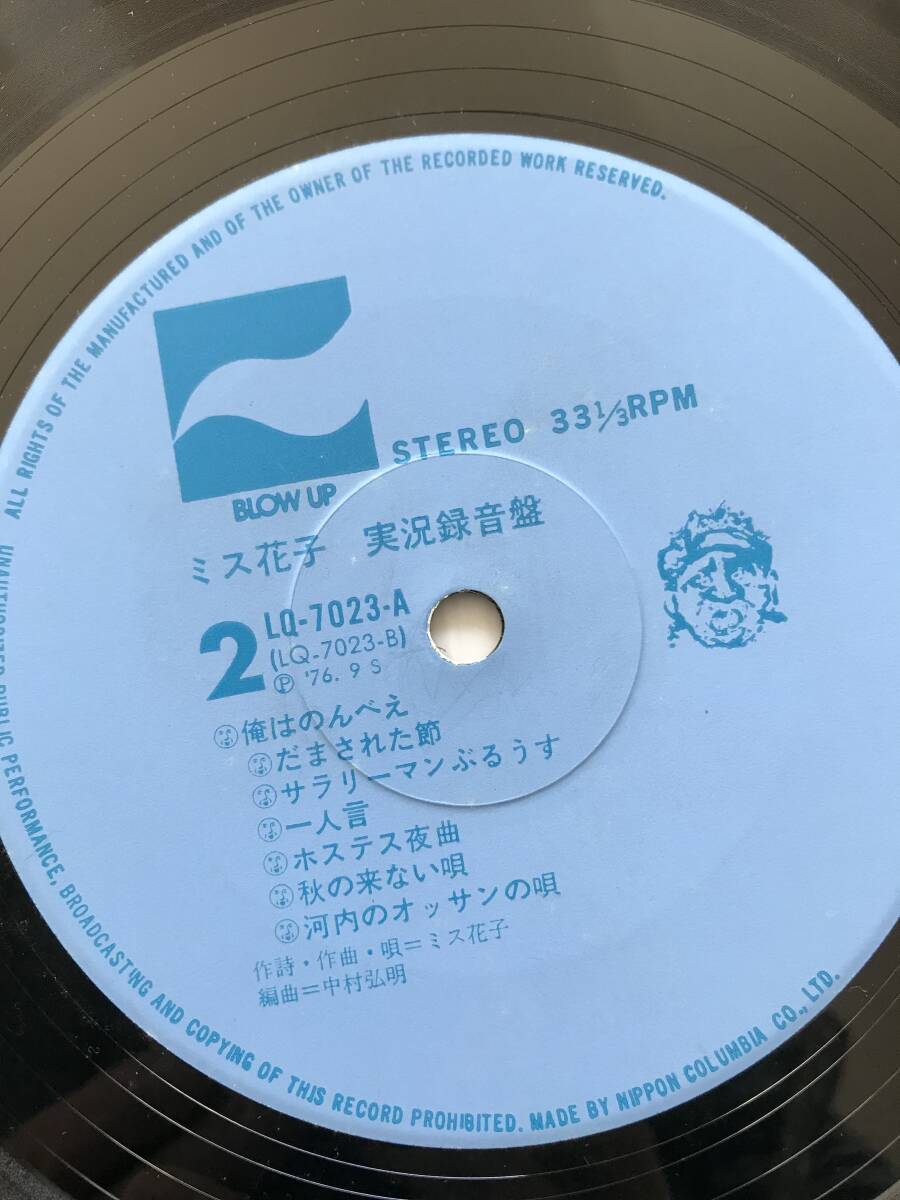 ALL RIGHTS OF THE MANUFACTURED AND OF THE OWNER OF THE RECORDED WORK RESERVED.
BLOW UP
STEREO 33 1/3 RPM
ミス花子 実況録音盤
2
LQ-7023-A
(LQ-7023-B)
Ⓟ '76. 9 S
俺はのんべえ
だまされた節
サラリーマンぶるうす
一人言
ホステス夜曲
秋の来ない唄
河内のオッサンの唄
作詩・作曲・唄=ミス花子
編曲=中村弘明
UNAUTHORIZED PUBLIC PERFORMANCE, BROADCASTING AND COPYING OF THIS RECORD PROHIBITED. MADE BY NIPPON COLUMBIA CO., LTD.